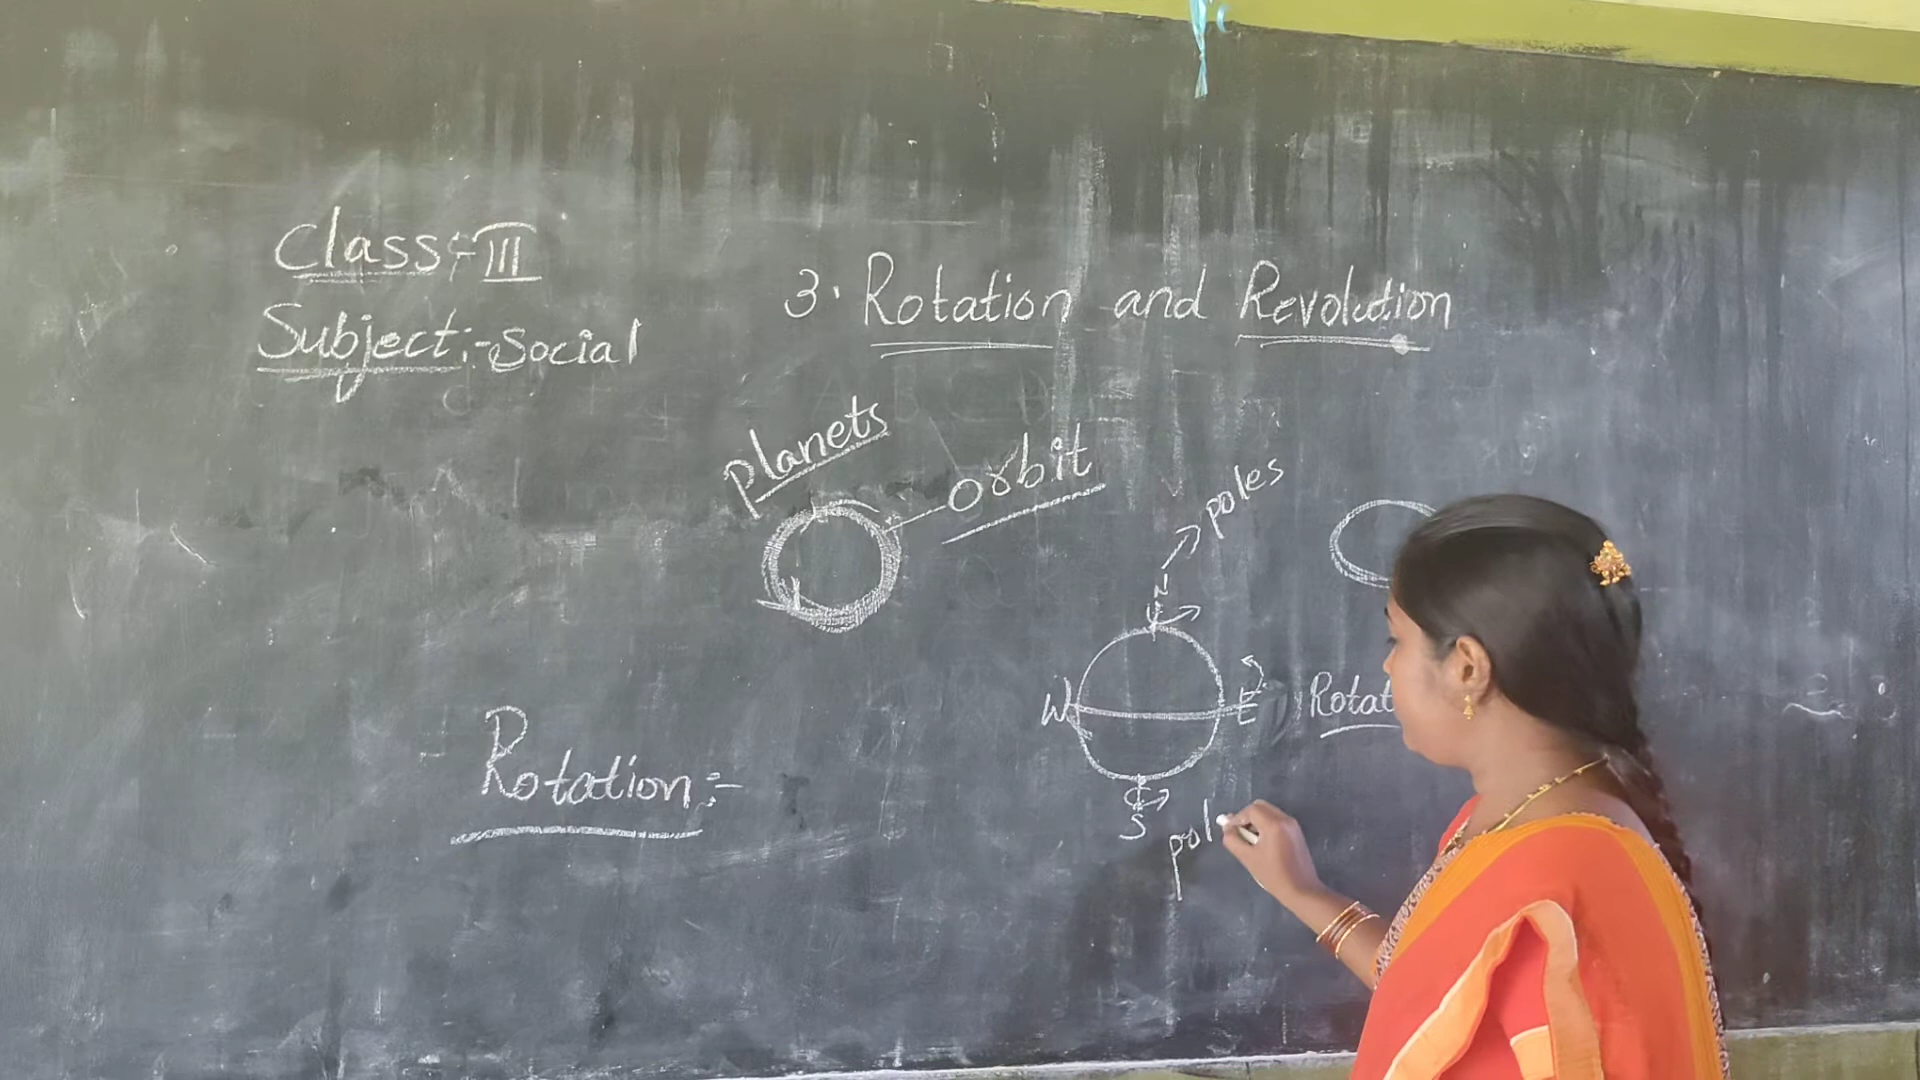 Class:-III
Subject:-Social
3. Rotation and Revolution
planets
orbit
poles
N
W
E
Rotat
Rotation:-
S
pol